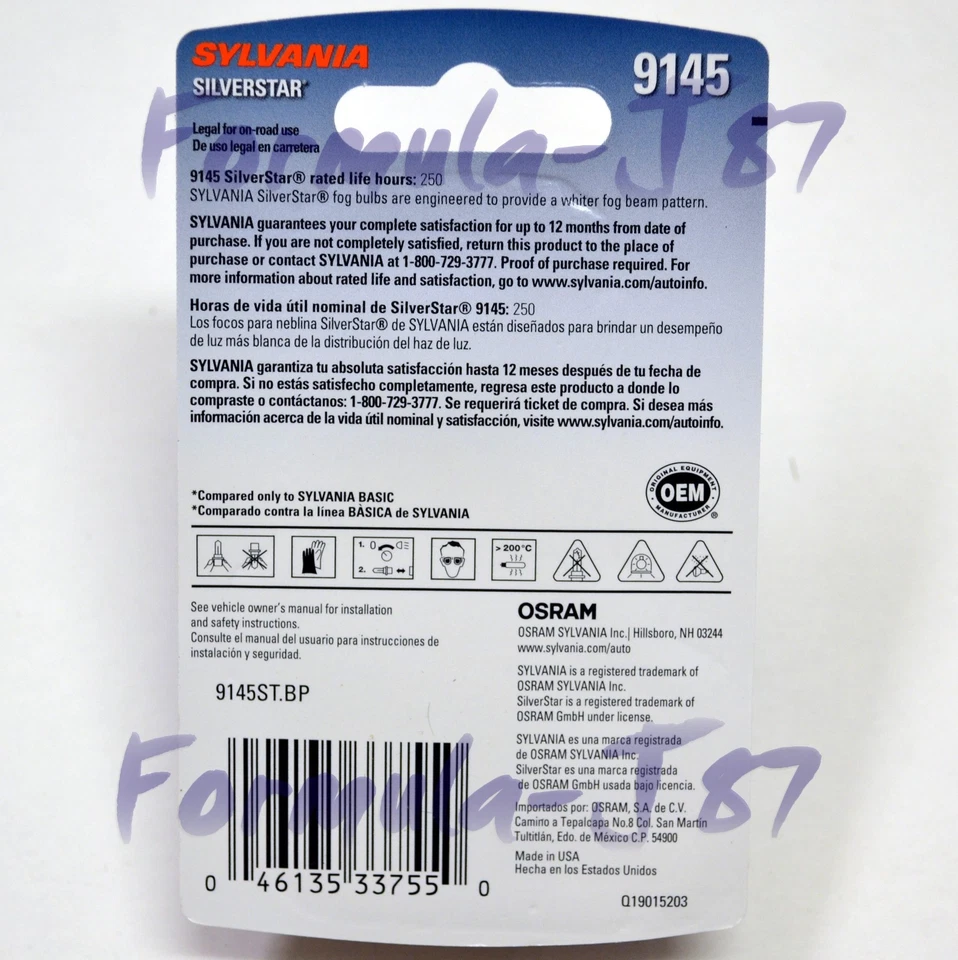 SYLVANIA
SILVERSTAR®
9145
Legal for on-road use
De uso legal en carretera
Formula-J87
9145 SilverStar® rated life hours: 250
SYLVANIA SilverStar® fog bulbs are engineered to provide a whiter fog beam pattern.
SYLVANIA guarantees your complete satisfaction for up to 12 months from date of
purchase. If you are not completely satisfied, return this product to the place of
purchase or contact SYLVANIA at 1-800-729-3777. Proof of purchase required. For
more information about rated life and satisfaction, go to www.sylvania.com/autoinfo.
Horas de vida útil nominal de SilverStar® 9145: 250
Los focos para neblina SilverStar® de SYLVANIA están diseñados para brindar un desempeño
de luz más blanca de la distribución del haz de luz.
SYLVANIA garantiza tu absoluta satisfacción hasta 12 meses después de tu fecha de
compra. Si no estás satisfecho completamente, regresa este producto a donde lo
compraste o contáctanos: 1-800-729-3777. Se requerirá ticket de compra. Si desea más
información acerca de la vida útil nominal y satisfacción, visite www.sylvania.com/autoinfo.
*Compared only to SYLVANIA BASIC
*Comparado contra la línea BÀSICA de SYLVANIA
ORIGINAL EQUIPMENT
OEM
MANUFACTURER ®
1. 0
2.
> 200°C
See vehicle owner's manual for installation
and safety instructions.
Consulte el manual del usuario para instrucciones de
instalación y seguridad.
9145ST.BP
OSRAM
OSRAM SYLVANIA Inc. | Hillsboro, NH 03244
www.sylvania.com/auto
SYLVANIA is a registered trademark of
OSRAM SYLVANIA Inc.
SilverStar is a registered trademark of
OSRAM GmbH under license.
SYLVANIA es una marca registrada
de OSRAM SYLVANIA Inc.
SilverStar es una marca registrada
de OSRAM GmbH usada bajo licencia.
Formula-J87
Importados por: OSRAM, S.A. de C.V.
Camino a Tepalcapa No.8 Col. San Martín
Tultitlán, Edo. de México C.P. 54900
Made in USA
Hecha en los Estados Unidos
0 46135 33755 0
Q19015203